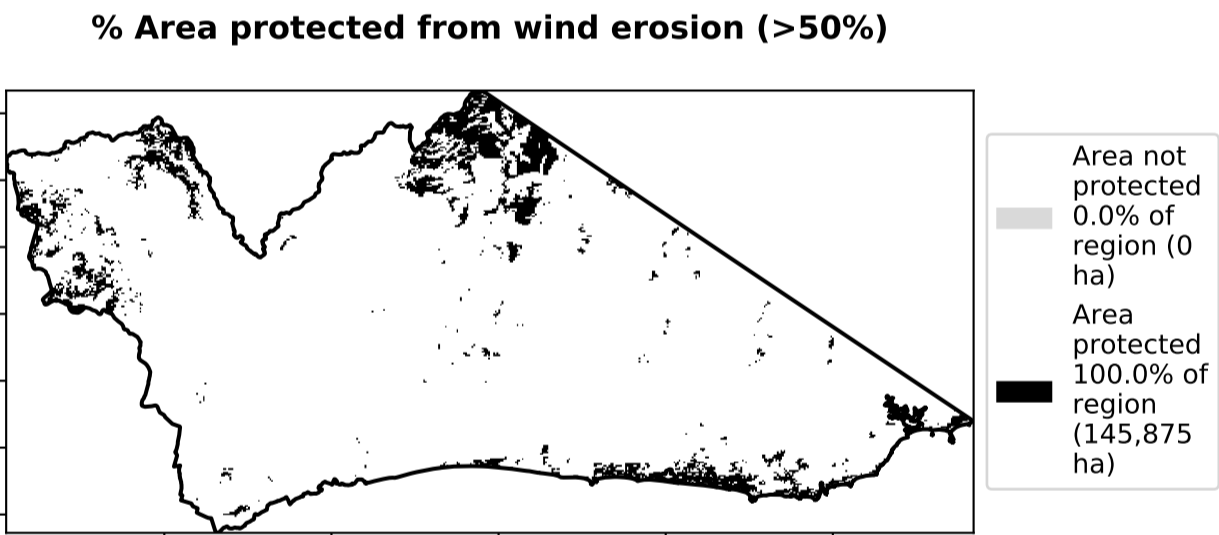 % Area protected from wind erosion (>50%)
Area not
protected
0.0% of
region (0
ha)
Area
protected
100.0% of
region
(145,875
ha)